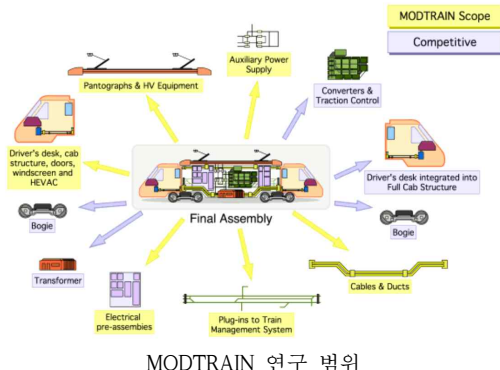 MODTRAIN Scope
Competitive
Auxiliary Power
Supply
Pantographs & HV Equipment
Converters &
Traction Control
Driver's desk, cab
structure, doors,
windscreen and
HEVAC
Driver's desk integrated into
Full Cab Structure
Final Assembly
Bogie
Bogie
Transformer
Cables & Ducts
Electrical
pre-assembies
Plug-ins to Train
Management System
MODTRAIN 연구 범위